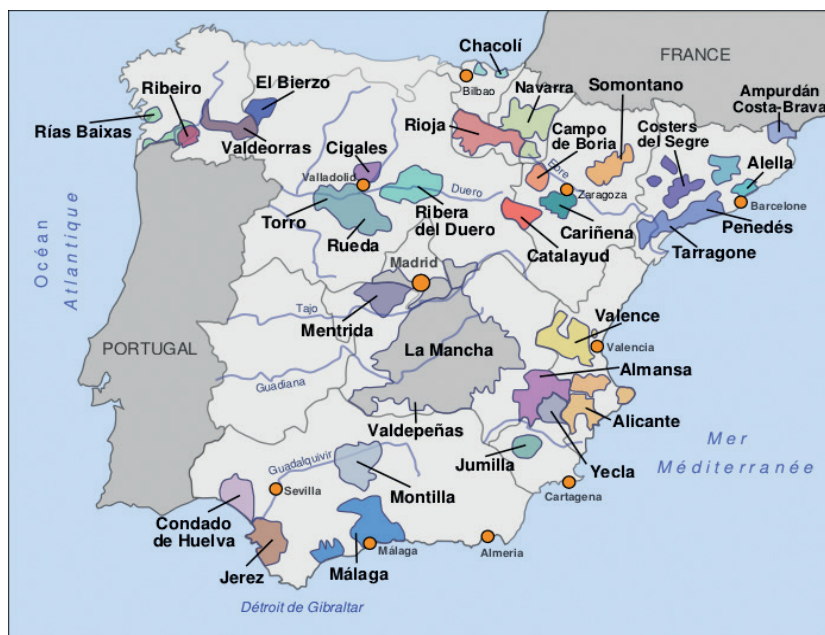 FRANCE
Chacolí
Bilbao
Navarra
Somontano
Ampurdán
Costa-Brava
El Bierzo
Ribeiro
Rías Baixas
Valdeorras
Rioja
Campo
de Boria
Costers
del Segre
Cigales
Valladolid
Ebre
Zaragoza
Alella
Barcelone
Duero
Torro
Rueda
Ribera
del Duero
Cariñena
Catalayud
Penedés
Tarragone
Océan
Atlantique
Madrid
Tajo
Mentrida
La Mancha
Valence
Valencia
PORTUGAL
Guadiana
Almansa
Valdepeñas
Alicante
Yecla
Jumilla
Mer
Méditerranée
Guadalquivir
Sevilla
Montilla
Cartagena
Condado
de Huelva
Jerez
Málaga
Málaga
Almeria
Détroit de Gibraltar